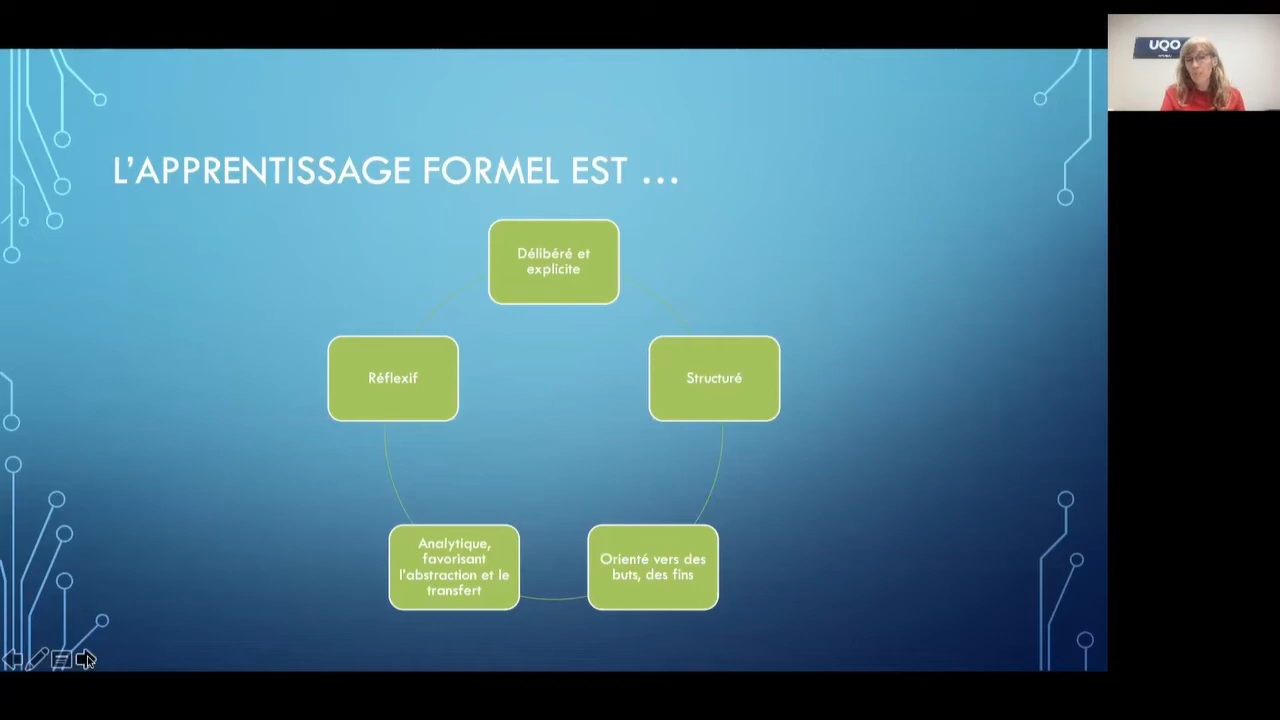 L'APPRENTISSAGE FORMEL EST ...
Délibéré et
explicite
Structuré
Orienté vers des
buts, des fins
Analytique,
favorisant
l'abstraction et le
transfert
Réflexif
UQO